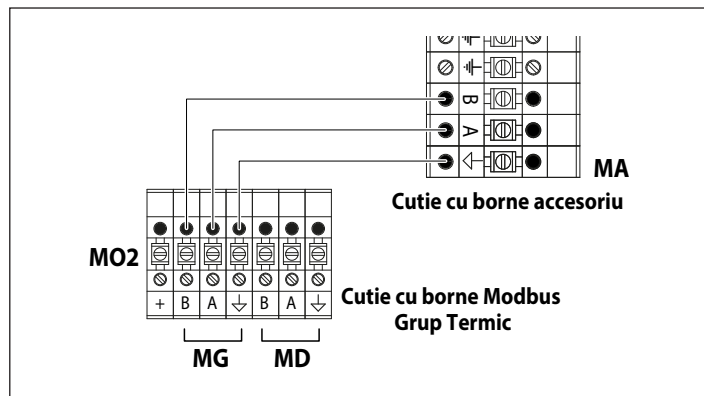 B
A
MA
Cutie cu borne accesoriu
MO2
+ B A B A
Cutie cu borne Modbus
Grup Termic
MG MD